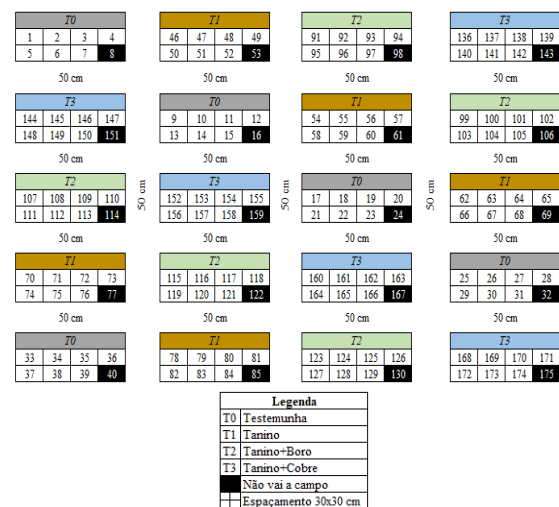 T0 T1 T2 T3
1 2 3 4 46 47 48 49 91 92 93 94 136 137 138 139
5 6 7 8 50 51 52 53 95 96 97 98 140 141 142 143
50 cm 50 cm 50 cm 50 cm
T3 T0 T1 T2
144 145 146 147 9 10 11 12 54 55 56 57 99 100 101 102
148 149 150 151 13 14 15 16 58 59 60 61 103 104 105 106
50 cm 50 cm 50 cm 50 cm
T2 T3 T0 T1
107 108 109 110 152 153 154 155 17 18 19 20 62 63 64 65
111 112 113 114 50 cm 156 157 158 159 50 cm 21 22 23 24 50 cm 66 67 68 69
50 cm 50 cm 50 cm 50 cm
T1 T2 T3 T0
70 71 72 73 115 116 117 118 160 161 162 163 25 26 27 28
74 75 76 77 119 120 121 122 164 165 166 167 29 30 31 32
50 cm 50 cm 50 cm 50 cm
T0 T1 T2 T3
33 34 35 36 78 79 80 81 123 124 125 126 168 169 170 171
37 38 39 40 82 83 84 85 127 128 129 130 172 173 174 175
Legenda
T0 Testemunha
T1 Tanino
T2 Tanino+Boro
T3 Tanino+Cobre
Não vai a campo
Espaçamento 30x30 cm